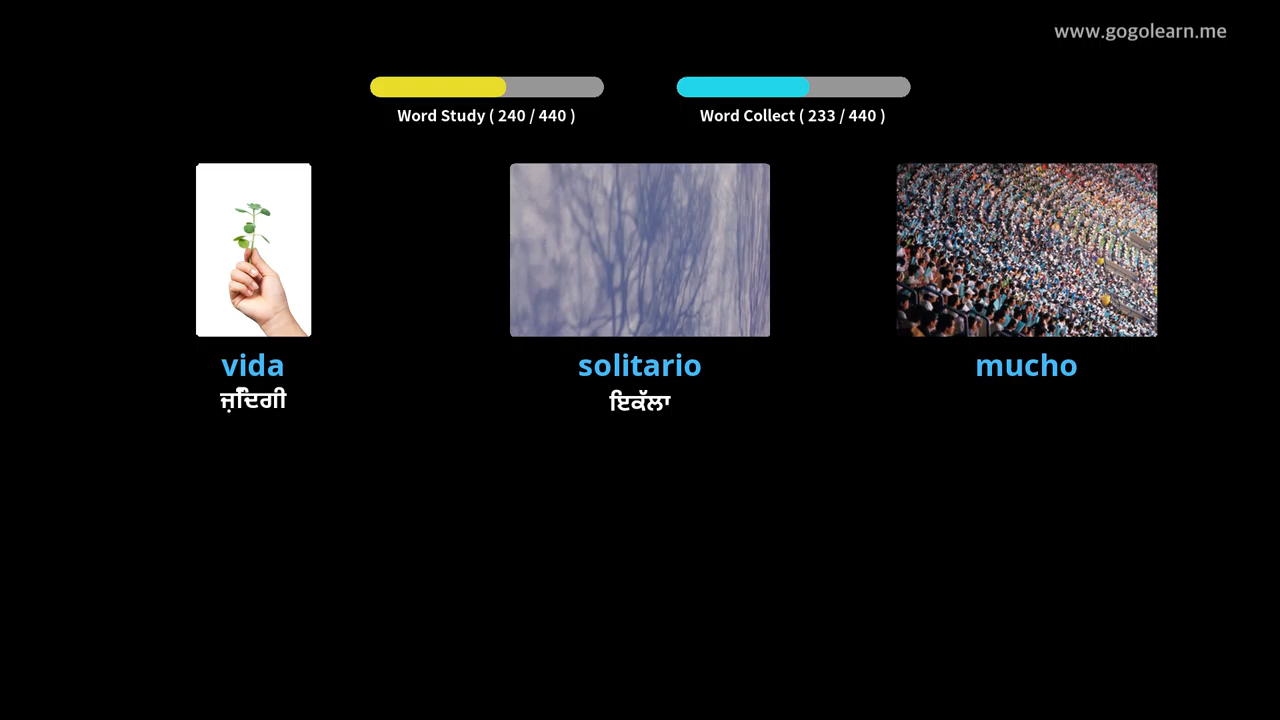 www.gogolearn.me
Word Study ( 240 / 440 )
Word Collect ( 233 / 440 )
vida
ਜ਼ਿੰਦਗੀ
solitario
ਇਕੱਲਾ
mucho